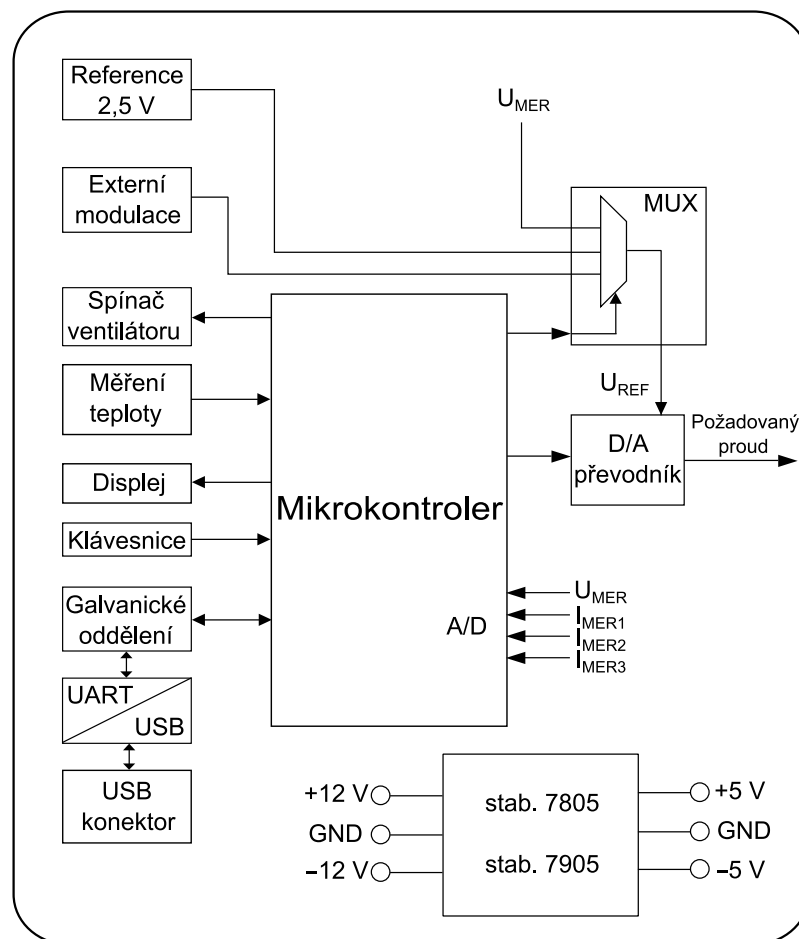 Reference
2,5 V
U_MER
Externí
modulace
MUX
Spínač
ventilátoru
Měření
teploty
U_REF
Požadovaný
proud
D/A
převodník
Displej
Mikrokontroler
Klávesnice
Galvanické
oddělení
A/D
U_MER
I_MER1
I_MER2
I_MER3
UART
USB
USB
konektor
+12 V
GND
–12 V
stab. 7805
stab. 7905
+5 V
GND
–5 V